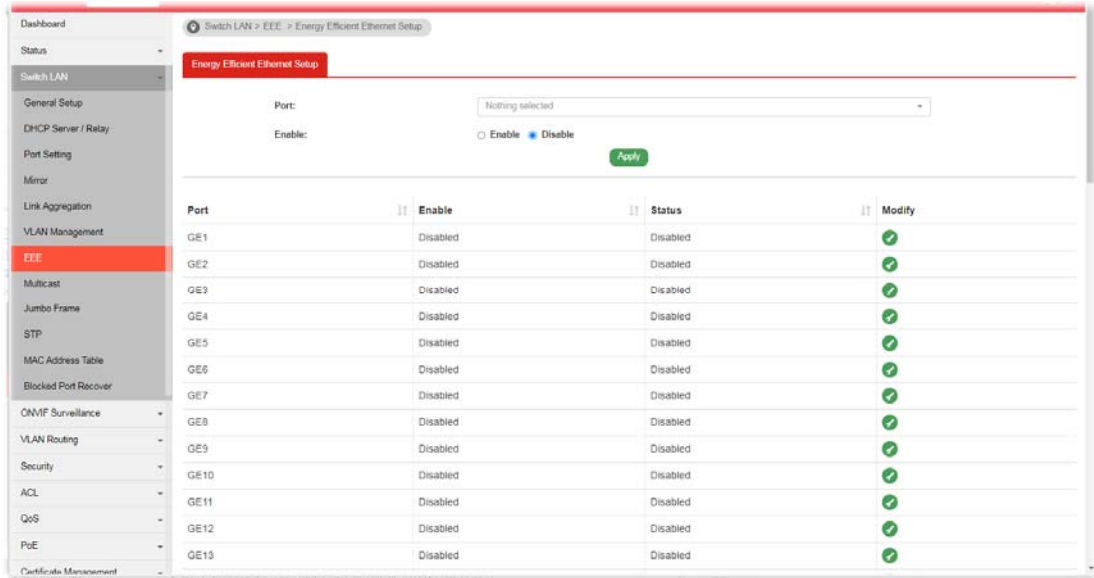 Dashboard
Status
Switch LAN
General Setup
DHCP Server / Relay
Port Setting
Mirror
Link Aggregation
VLAN Management
EEE
Multicast
Jumbo Frame
STP
MAC Address Table
Blocked Port Recover
ONVIF Surveillance
VLAN Routing
Security
ACL
QoS
PoE
Certificate Management
Switch LAN > EEE > Energy Efficient Ethernet Setup
Energy Efficient Ethernet Setup
Port: Nothing selected
Enable: Enable Disable
Apply
Port Enable Status Modify
GE1 Disabled Disabled
GE2 Disabled Disabled
GE3 Disabled Disabled
GE4 Disabled Disabled
GE5 Disabled Disabled
GE6 Disabled Disabled
GE7 Disabled Disabled
GE8 Disabled Disabled
GE9 Disabled Disabled
GE10 Disabled Disabled
GE11 Disabled Disabled
GE12 Disabled Disabled
GE13 Disabled Disabled